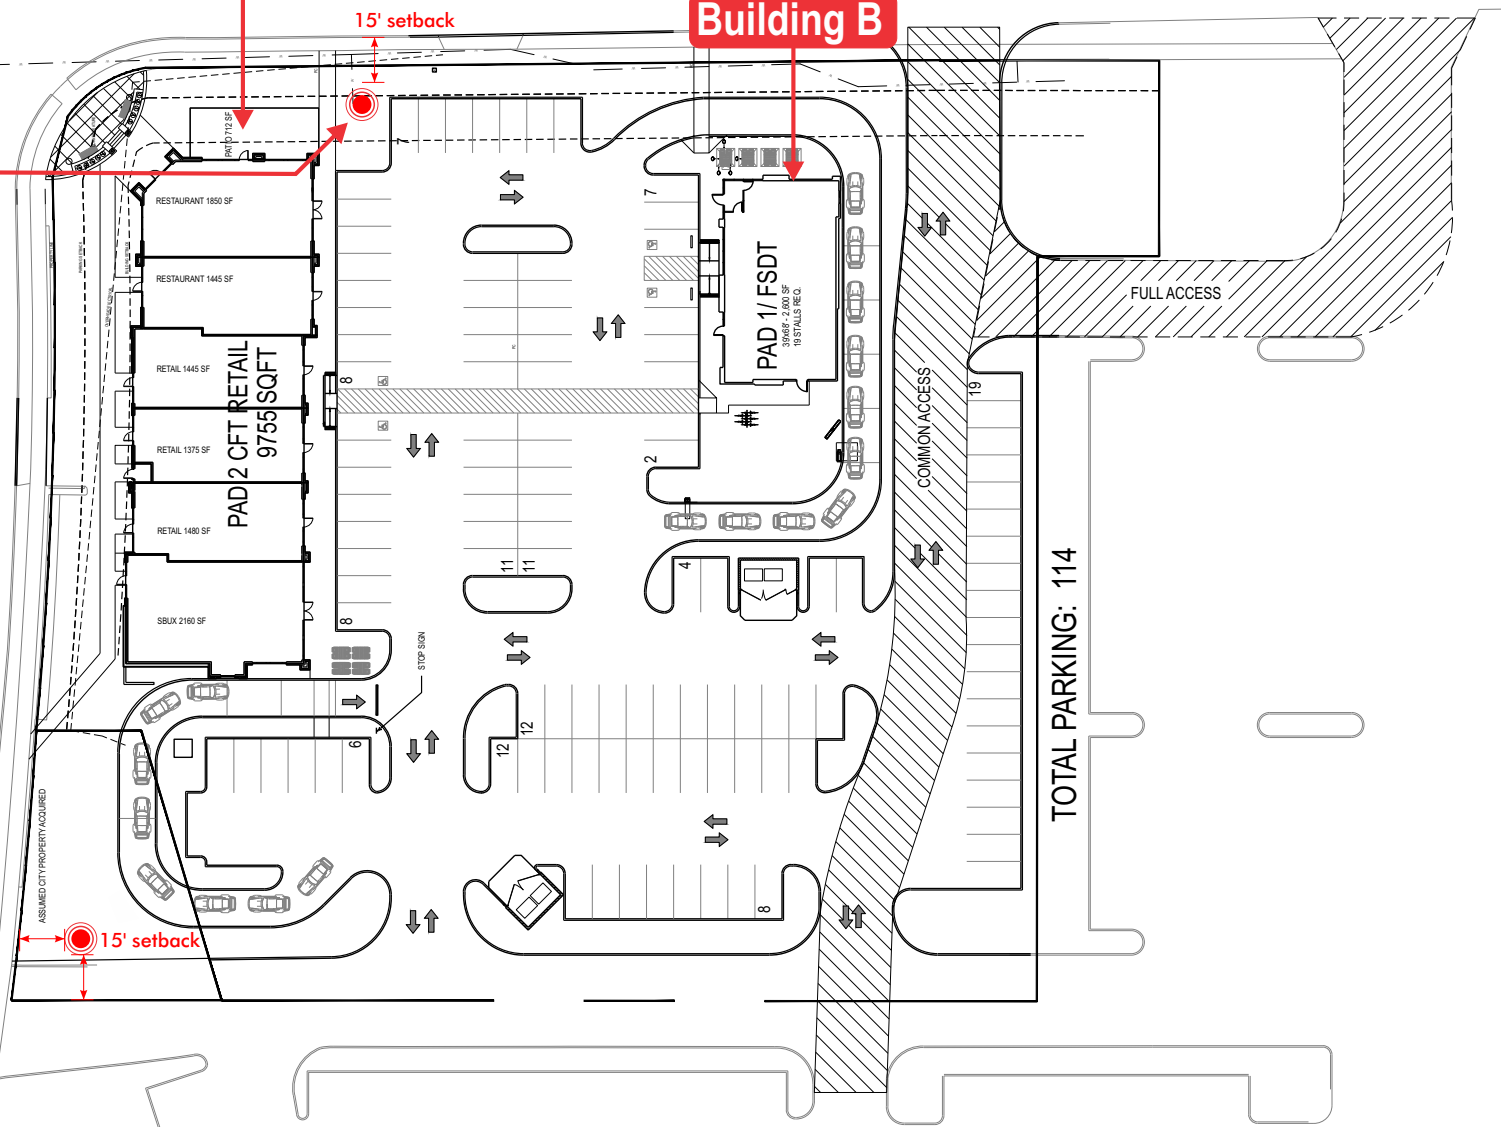 15' setback
Building B
7
PATIO 712 SF
RESTAURANT 1850 SF
7
RESTAURANT 1445 SF
PAD 1/ FSDT
39'x68' - 2,600 SF
19 STALLS REQ.
FULL ACCESS
RETAIL 1445 SF
PAD 2 CFT RETAIL
9755 SQFT
8
19
COMMON ACCESS
RETAIL 1375 SF
2
RETAIL 1480 SF
11
11
4
SBUX 2160 SF
8
STOP SIGN
TOTAL PARKING: 114
6
12
12
ASSUMED CITY PROPERTY ACQUIRED
8
15' setback